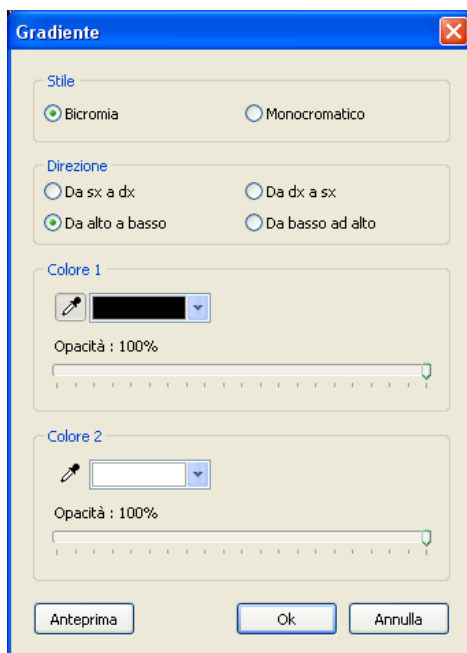 Gradiente
Stile
Bicromia Monocromatico
Direzione
Da sx a dx Da dx a sx
Da alto a basso Da basso ad alto
Colore 1
Opacità : 100%
Colore 2
Opacità : 100%
Anteprima Ok Annulla